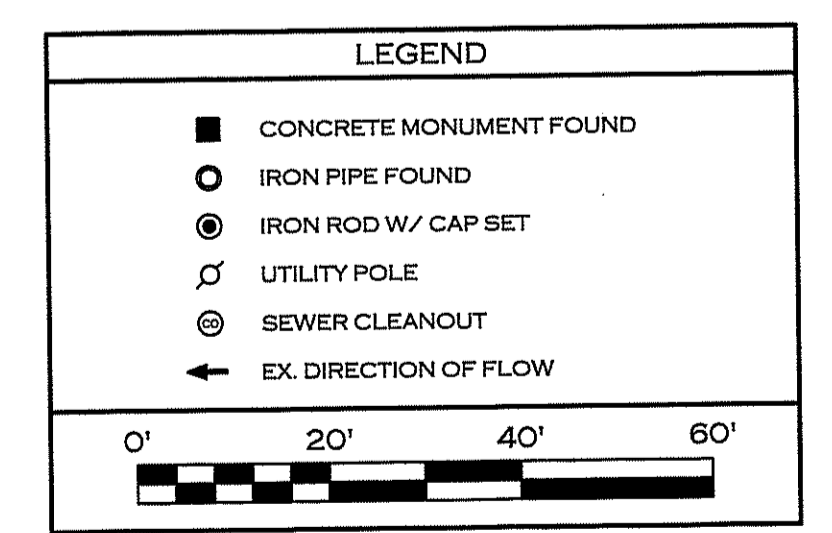 LEGEND
CONCRETE MONUMENT FOUND
IRON PIPE FOUND
IRON ROD W/ CAP SET
UTILITY POLE
CO SEWER CLEANOUT
EX. DIRECTION OF FLOW
0' 20' 40' 60'